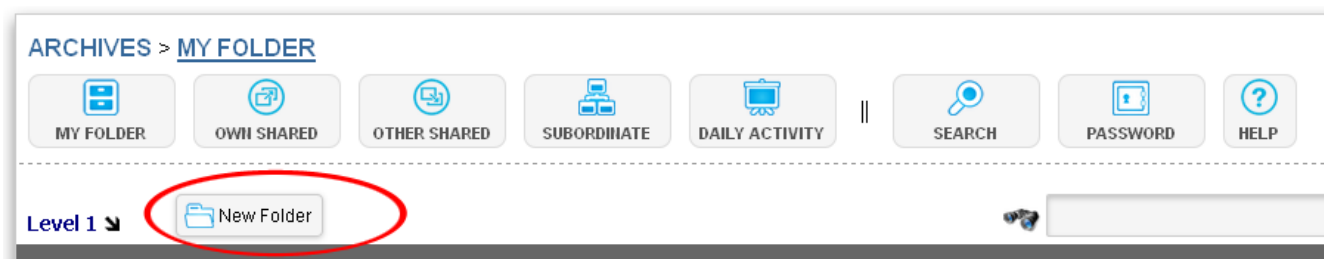 ARCHIVES > MY FOLDER
MY FOLDER OWN SHARED OTHER SHARED SUBORDINATE DAILY ACTIVITY || SEARCH PASSWORD HELP
Level 1 New Folder